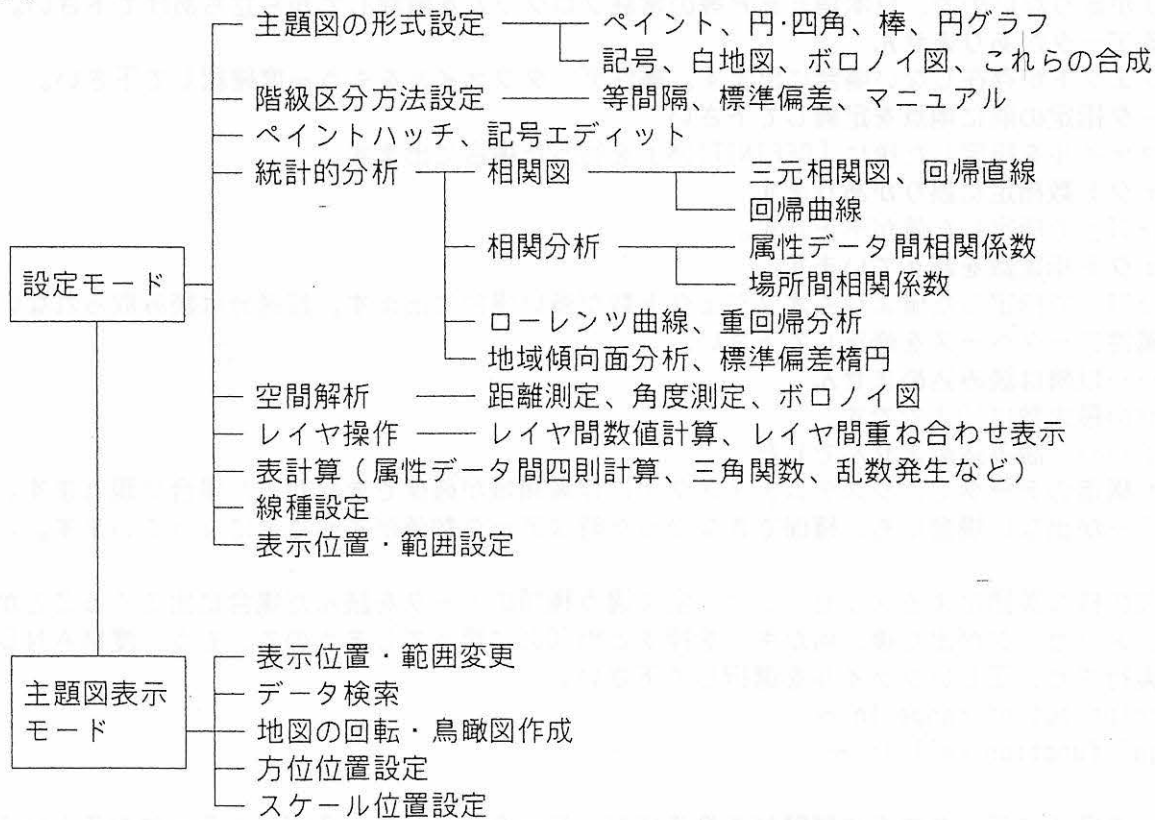 主題図の形式設定 ペイント、円・四角、棒、円グラフ
記号、白地図、ボロノイ図、これらの合成
階級区分方法設定 等間隔、標準偏差、マニュアル
ペイントハッチ、記号エディット
統計的分析 相関図 三元相関図、回帰直線
回帰曲線
相関分析 属性データ間相関係数
設定モード
場所間相関係数
ローレンツ曲線、重回帰分析
地域傾向面分析、標準偏差楕円
空間解析 距離測定、角度測定、ボロノイ図
レイヤ操作 レイヤ間数値計算、レイヤ間重ね合わせ表示
表計算（属性データ間四則計算、三角関数、乱数発生など）
線種設定
表示位置・範囲設定
主題図表示
モード
表示位置・範囲変更
データ検索
地図の回転・鳥瞰図作成
方位位置設定
スケール位置設定